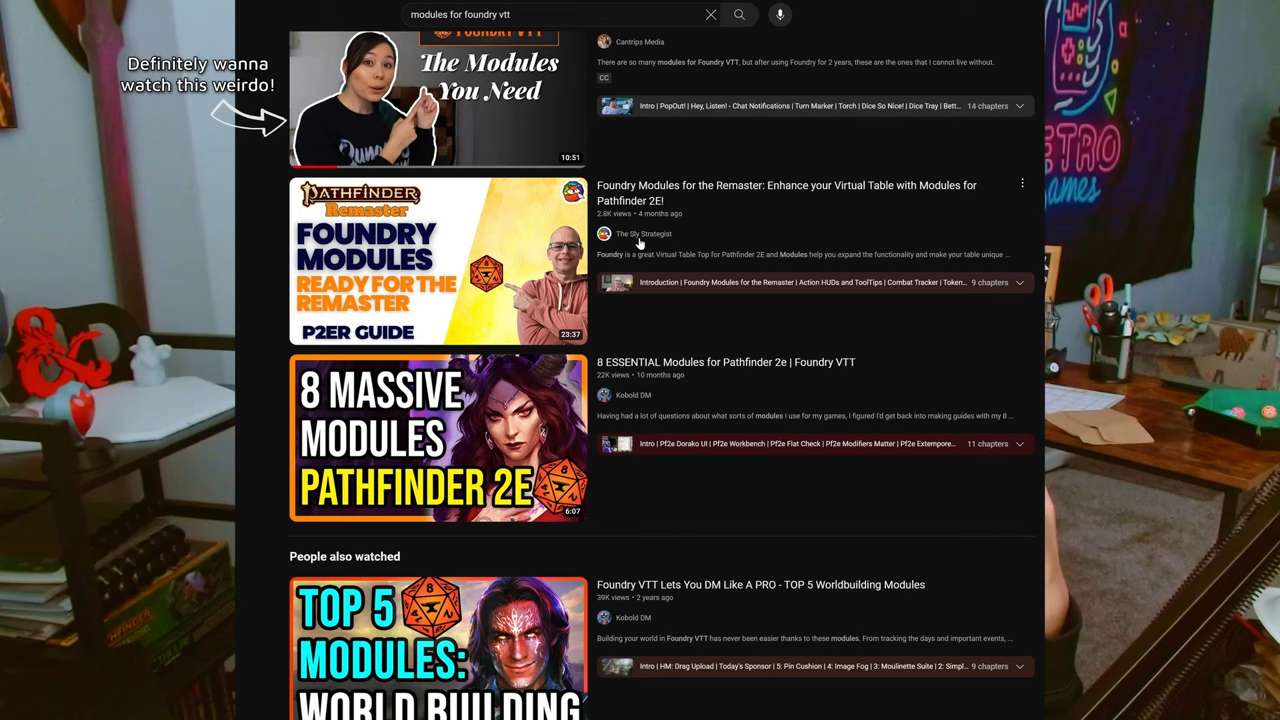 modules for foundry vtt
Definitely wanna
watch this weirdo!
FOUNDRY VTT
The Modules
You Need
10:51
Cantrips Media
There are so many modules for Foundry VTT, but after using Foundry for 2 years, these are the ones that I cannot live without.
CC
Intro | PopOut! | Hey, Listen! - Chat Notifications | Turn Marker | Torch | Dice So Nice! | Dice Tray | Bett...
14 chapters
PATHFINDER
Remaster
FOUNDRY
MODULES
READY FOR THE
REMASTER
P2ER GUIDE
23:37
Foundry Modules for the Remaster: Enhance your Virtual Table with Modules for
Pathfinder 2E!
2.8K views • 4 months ago
The Sly Strategist
Foundry is a great Virtual Table Top for Pathfinder 2E and Modules help you expand the functionality and make your table unique ...
Introduction | Foundry Modules for the Remaster | Action HUDs and ToolTips | Combat Tracker | Token...
9 chapters
8 MASSIVE
MODULES
PATHFINDER 2E
8
6:07
8 ESSENTIAL Modules for Pathfinder 2e | Foundry VTT
22K views • 10 months ago
Kobold DM
Having had a lot of questions about what sorts of modules I use for my games, I figured I'd get back into making guides with my 8 ...
Intro | Pf2e Dorako UI | Pf2e Workbench | Pf2e Flat Check | Pf2e Modifiers Matter | Pf2e Extempore...
11 chapters
People also watched
TOP 5
MODULES:
WORLD BUILDING
8
Foundry VTT Lets You DM Like A PRO - TOP 5 Worldbuilding Modules
39K views • 2 years ago
Kobold DM
Building your world in Foundry VTT has never been easier thanks to these modules. From tracking the days and important events, ...
Intro | HM: Drag Upload | Today's Sponsor | 5: Pin Cushion | 4: Image Fog | 3: Moulinette Suite | 2: Simpl...
9 chapters
RETRO
Games
PATHFINDER